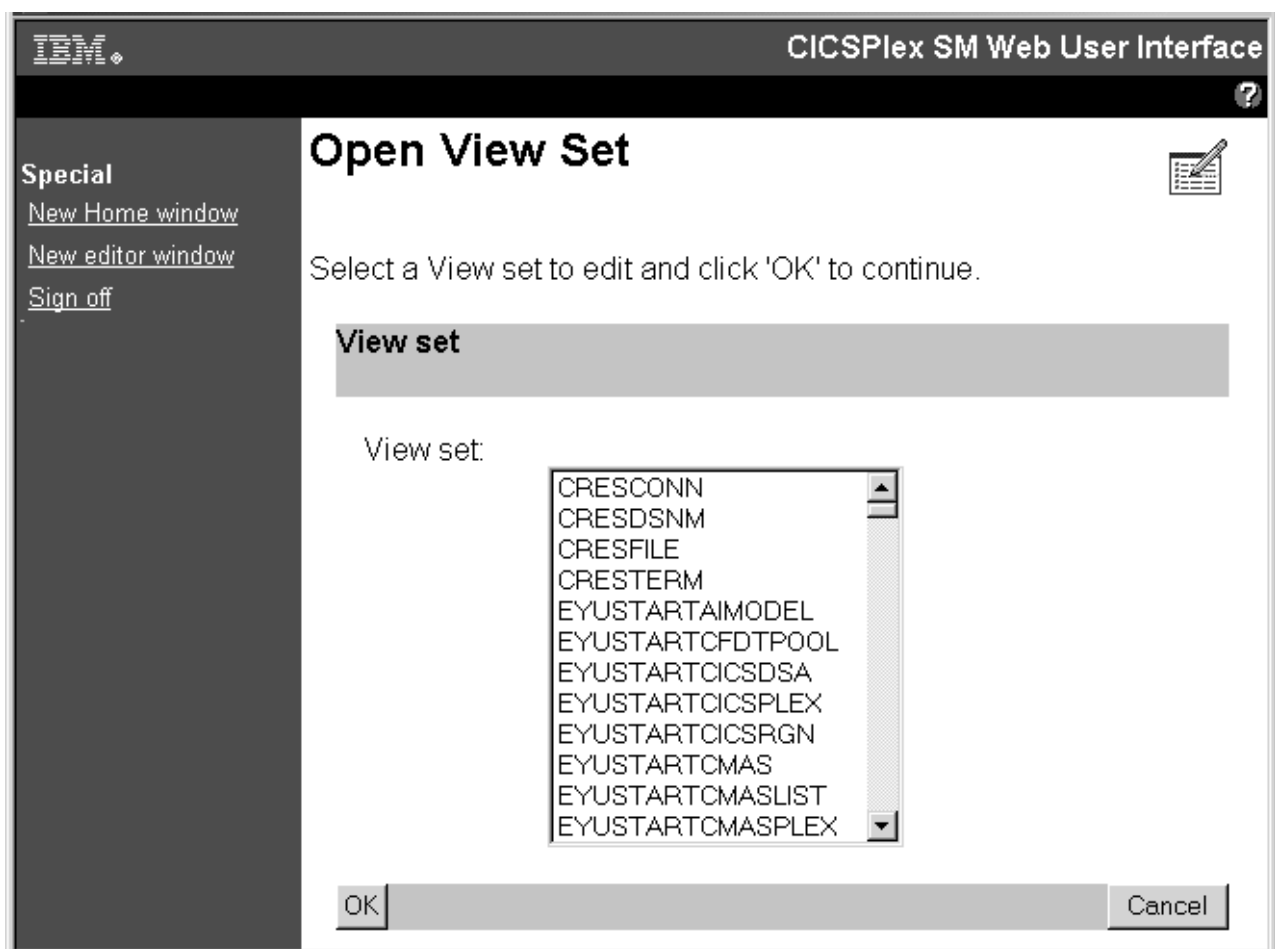 IBM
CICSPlex SM Web User Interface
?
Special
New Home window
New editor window
Sign off
Open View Set
Select a View set to edit and click 'OK' to continue.
View set
View set:
CRESCONN
CRESDSNM
CRESFILE
CRESTERM
EYUSTARTAIMODEL
EYUSTARTCFDTPOOL
EYUSTARTCICSDSA
EYUSTARTCICSPLEX
EYUSTARTCICSRGN
EYUSTARTCMAS
EYUSTARTCMASLIST
EYUSTARTCMASPLEX
OK
Cancel